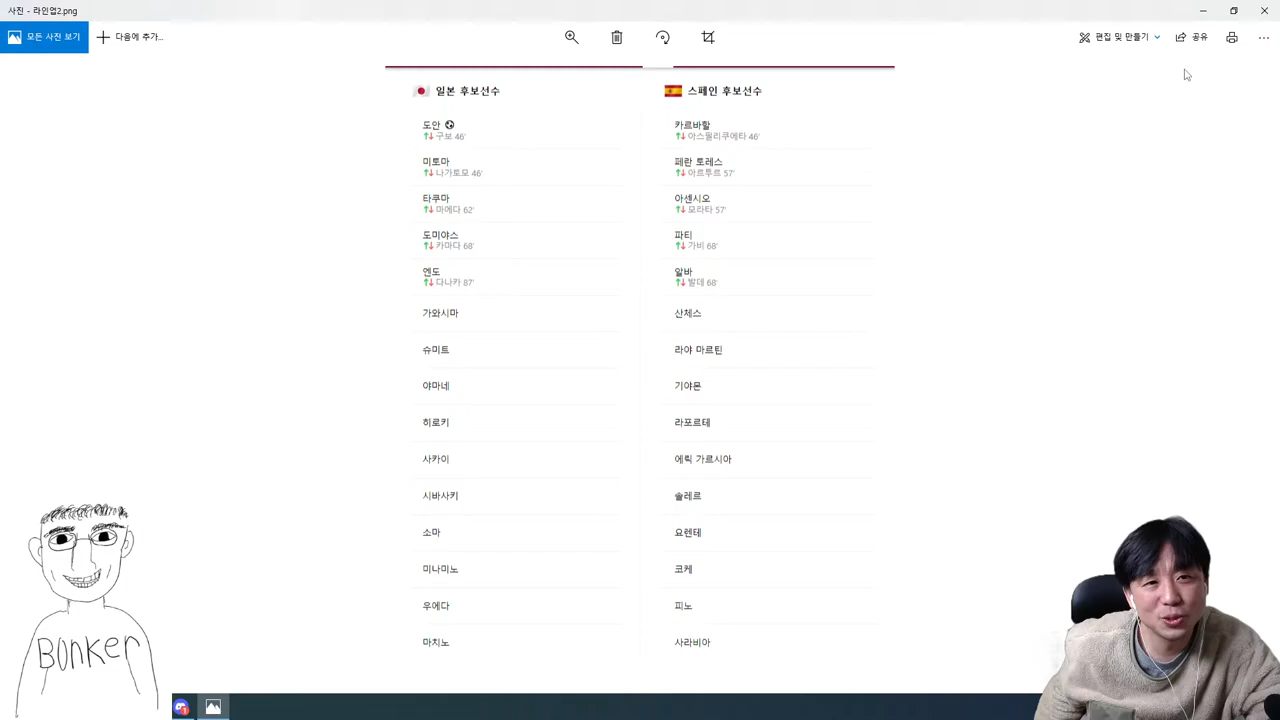 사진 - 라인업2.png
모든 사진 보기
다음에 추가...
편집 및 만들기
공유
일본 후보선수
도안
구보 46'
미토마
나가토모 46'
타쿠마
마에다 62'
도미야스
카마다 68'
엔도
다나카 87'
가와시마
슈미트
야마네
히로키
사카이
시바사키
소마
미나미노
우에다
마치노
스페인 후보선수
카르바할
아스필리쿠에타 46'
페란 토레스
아르투르 57'
아센시오
모라타 57'
파티
가비 68'
알바
발데 68'
산체스
라야 마르틴
기야몬
라포르테
에릭 가르시아
솔레르
요렌테
코케
피노
사라비아
BONKer